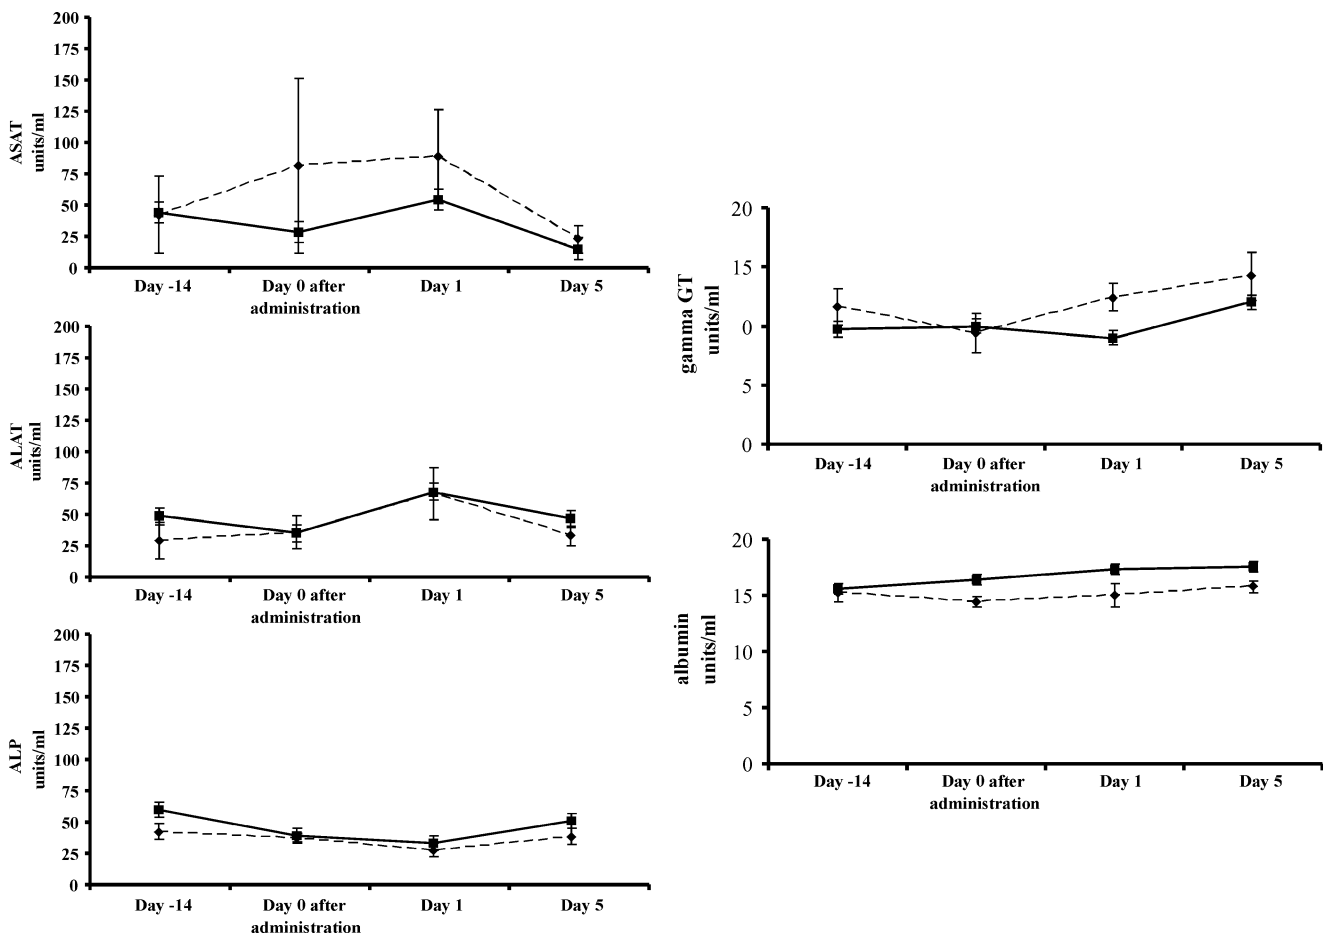 200
175
150
125
100
75
50
25
0
ASAT
units/ml
Day -14
Day 0 after
administration
Day 1
Day 5
200
175
150
125
100
75
50
25
0
ALAT
units/ml
Day -14
Day 0 after
administration
Day 1
Day 5
200
175
150
125
100
75
50
25
0
ALP
units/ml
Day -14
Day 0 after
administration
Day 1
Day 5
20
15
0
5
0
gamma GT
units/ml
Day -14
Day 0 after
administration
Day 1
Day 5
20
15
10
5
0
albumin
units/ml
Day -14
Day 0 after
administration
Day 1
Day 5